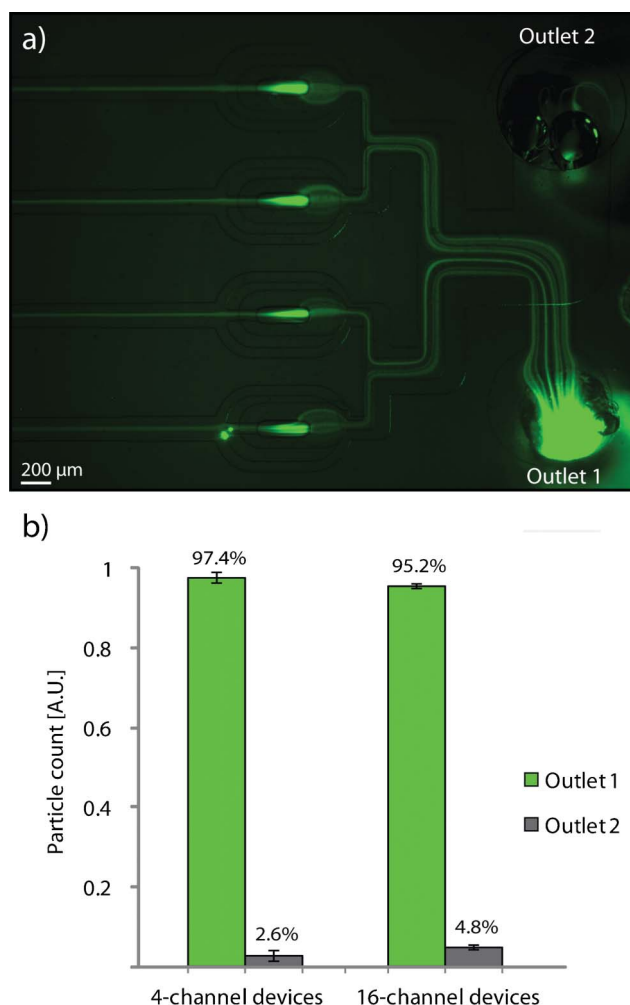 a)
Outlet 2
200 µm
Outlet 1
b)
97.4%
95.2%
1
0.8
0.6
0.4
0.2
Particle count [A.U.]
2.6%
4.8%
Outlet 1
Outlet 2
4-channel devices
16-channel devices